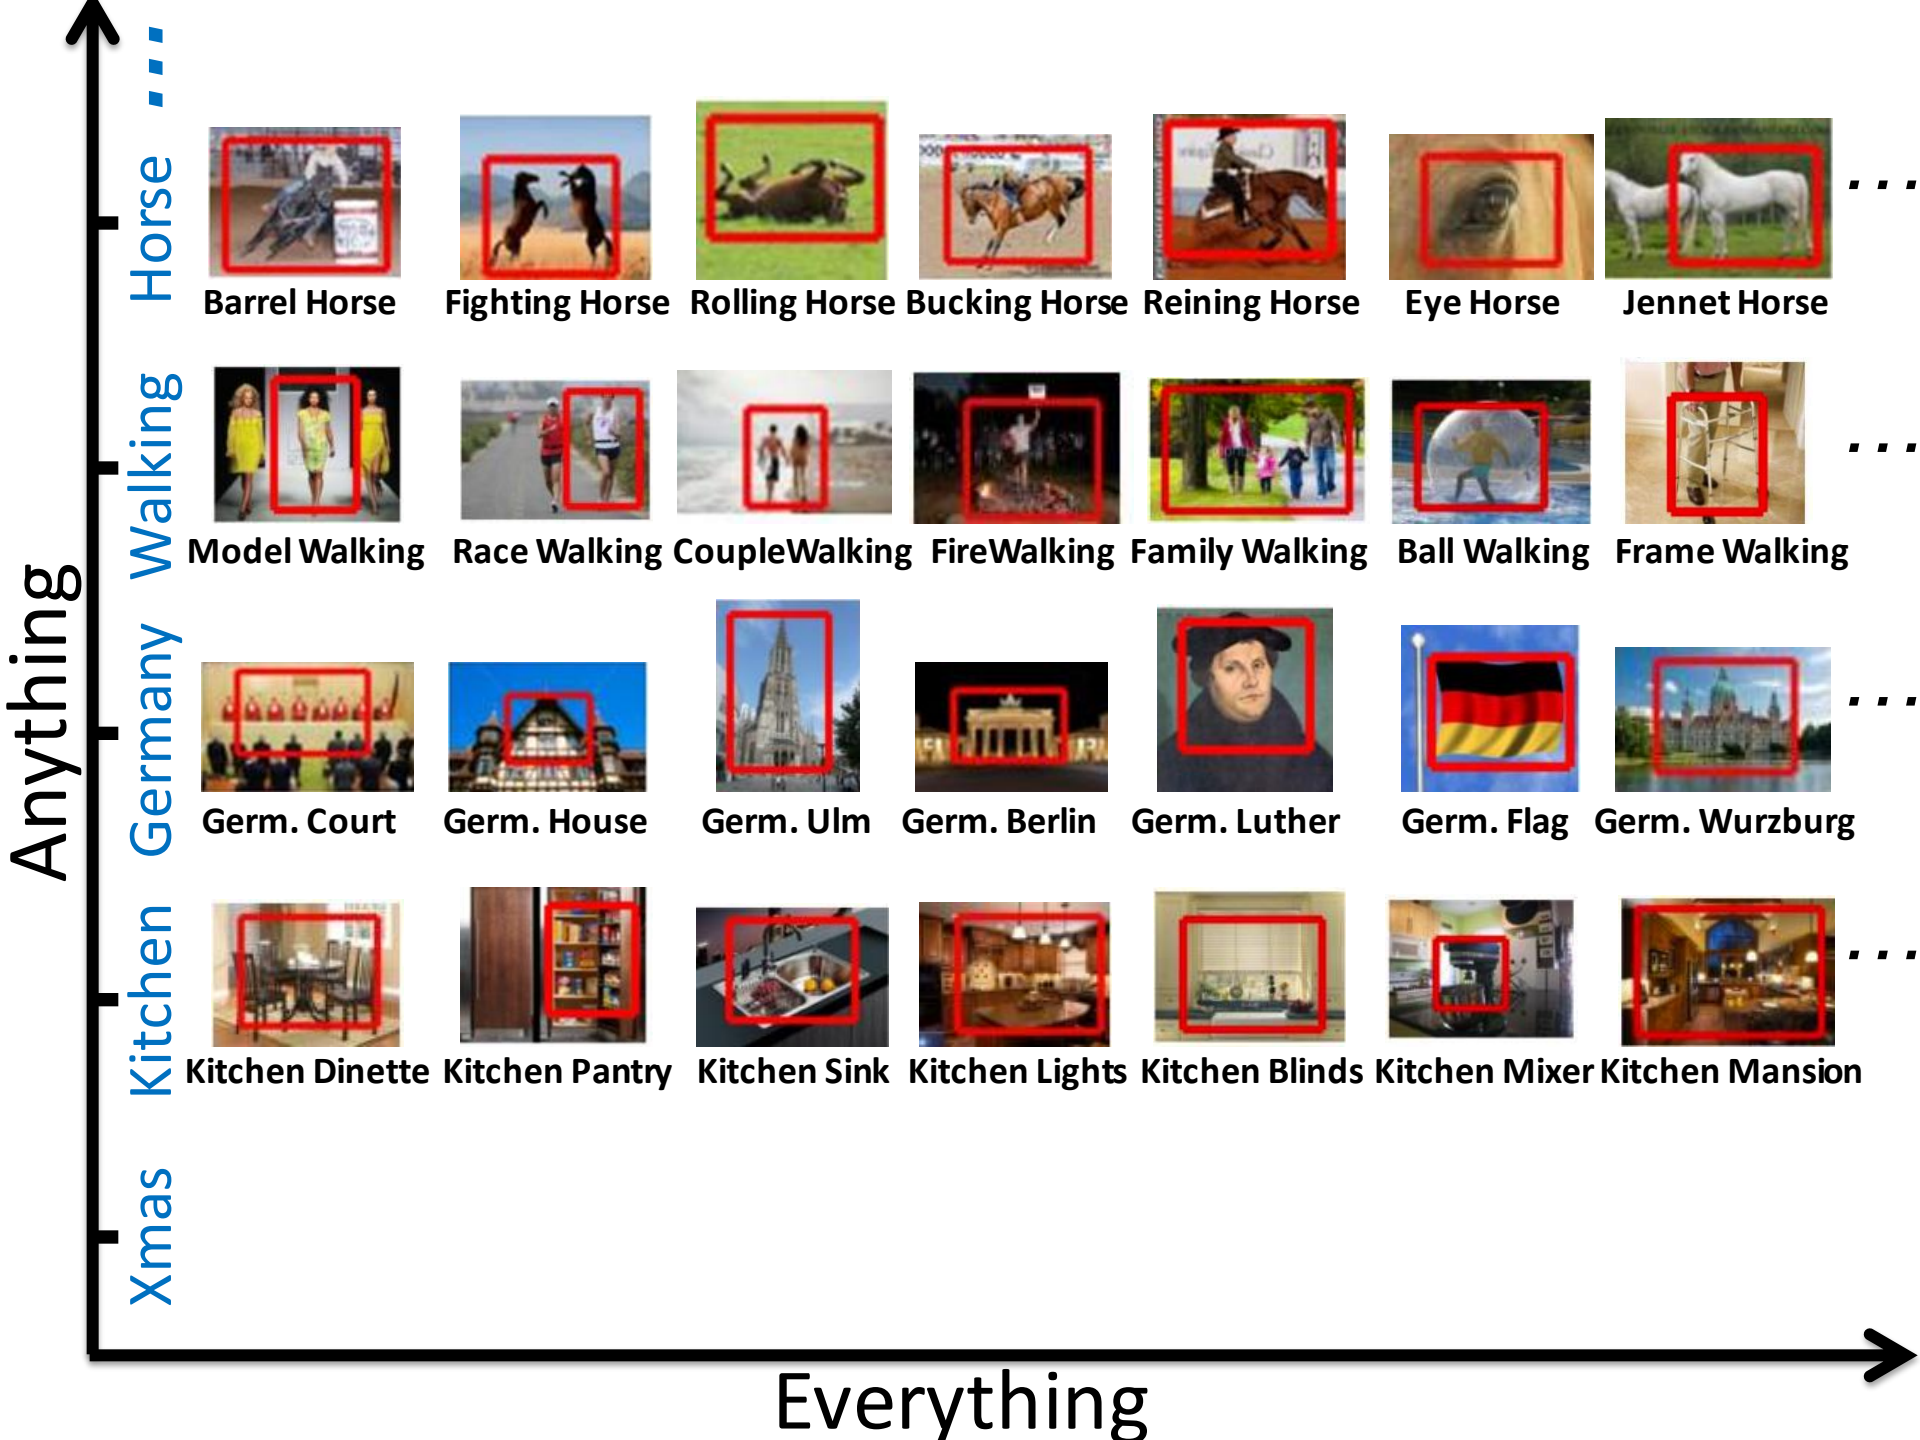 ...
Horse
Barrel Horse
Fighting Horse
Rolling Horse
Bucking Horse
Reining Horse
Eye Horse
Jennet Horse
...
Walking
Model Walking
Race Walking
CoupleWalking
FireWalking
Family Walking
Ball Walking
Frame Walking
...
Anything
Germany
Germ. Court
Germ. House
Germ. Ulm
Germ. Berlin
Germ. Luther
Germ. Flag
Germ. Wurzburg
...
Kitchen
Kitchen Dinette
Kitchen Pantry
Kitchen Sink
Kitchen Lights
Kitchen Blinds
Kitchen Mixer
Kitchen Mansion
...
Xmas
Everything